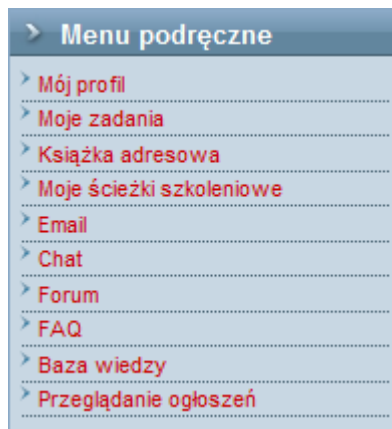 Menu podręczne
Mój profil
Moje zadania
Książka adresowa
Moje ścieżki szkoleniowe
Email
Chat
Forum
FAQ
Baza wiedzy
Przeglądanie ogłoszeń